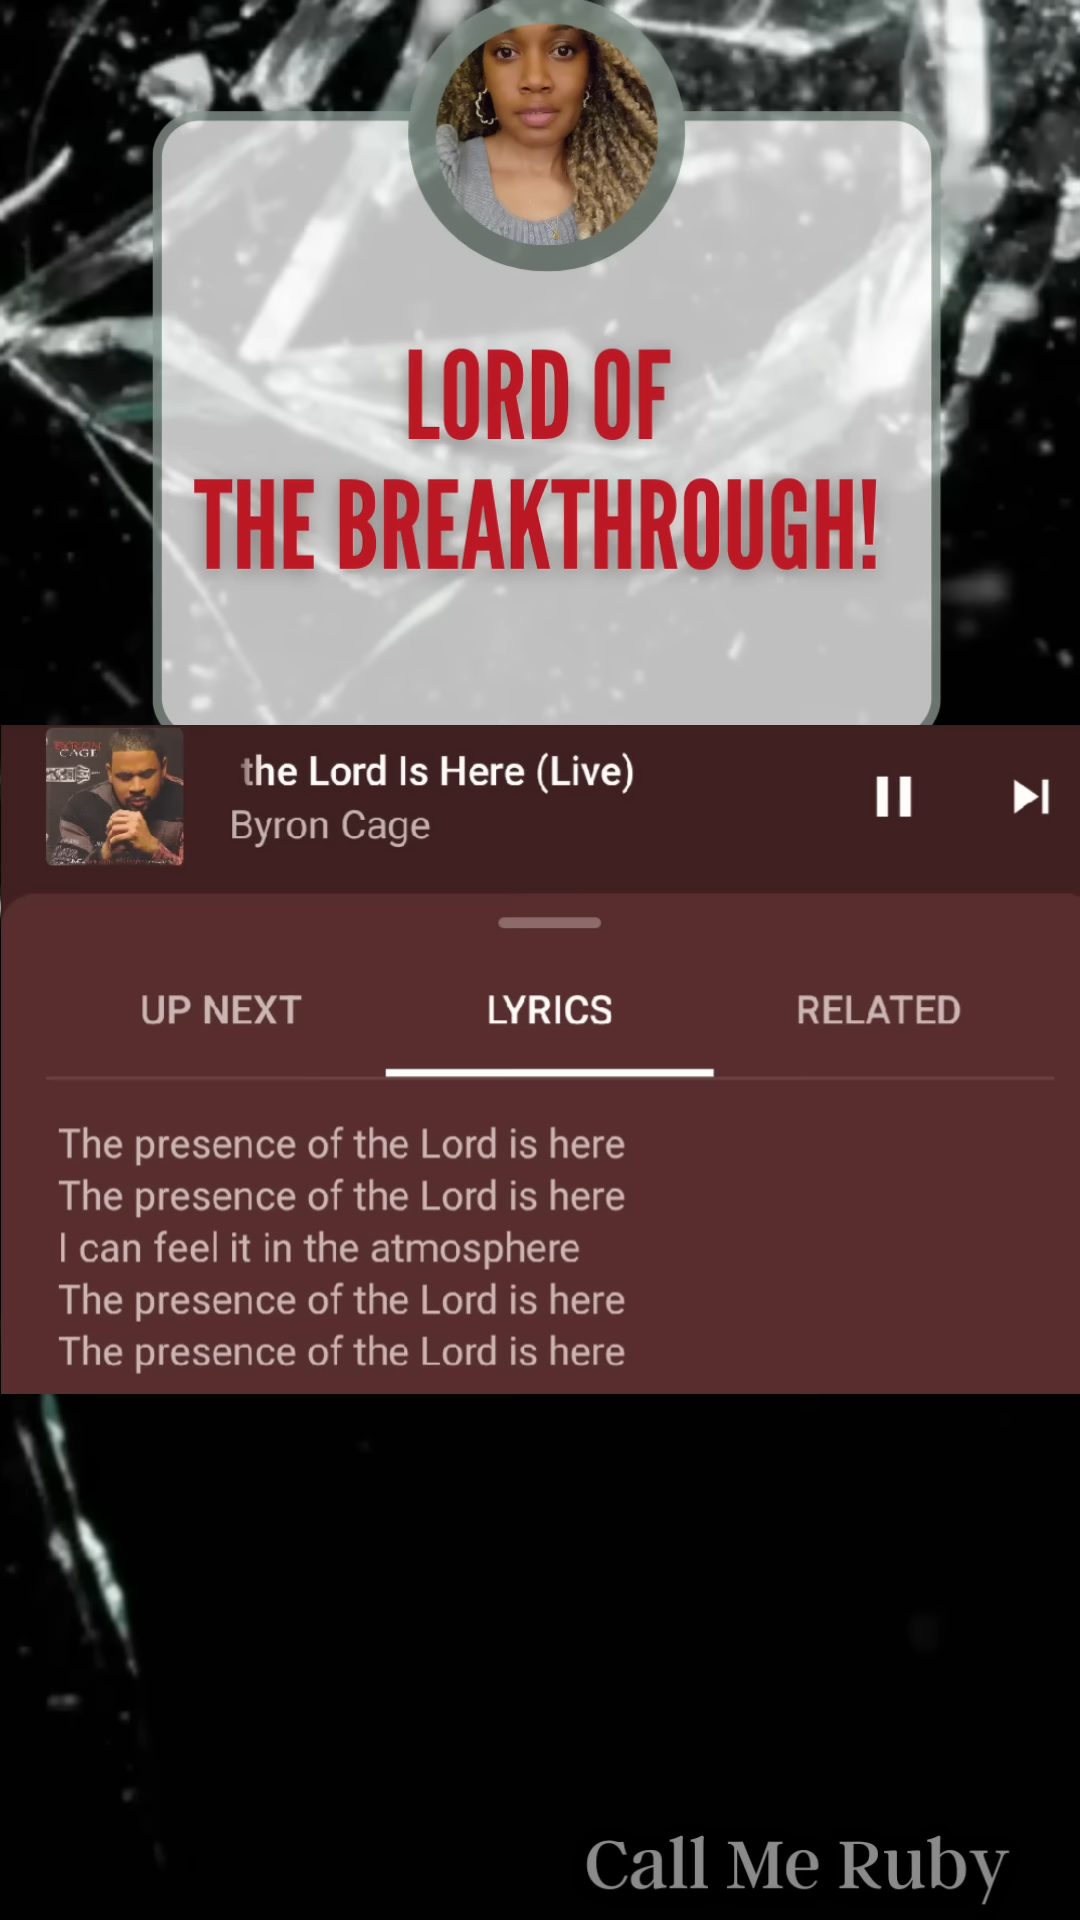 LORD OF
THE BREAKTHROUGH!
BYRON
CAGE
the Lord Is Here (Live)
Byron Cage
UP NEXT
LYRICS
RELATED
The presence of the Lord is here
The presence of the Lord is here
I can feel it in the atmosphere
The presence of the Lord is here
The presence of the Lord is here
Call Me Ruby